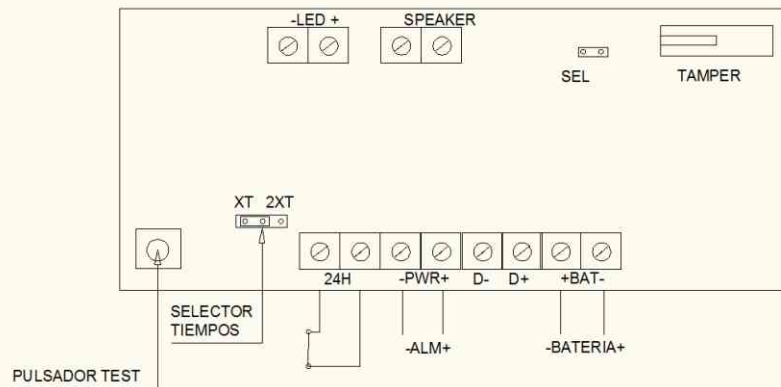 -LED +
SPEAKER
SEL
TAMPER
XT 2XT
24H
-PWR+
D-
D+
+BAT-
SELECTOR
TIEMPOS
-ALM+
-BATERIA+
PULSADOR TEST